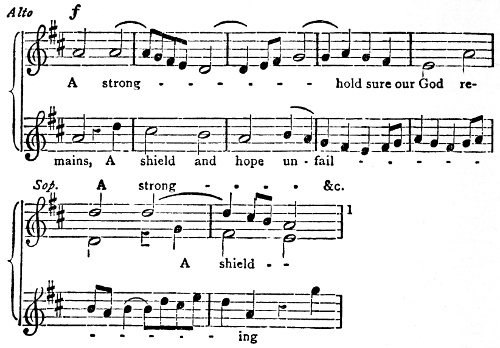 Alto f
A strong - - - - - - - hold sure our God re-
mains, A shield and hope un - fail - - - - - -
Sop. A strong - - - &c.
1
A shield - -
- - - - ing